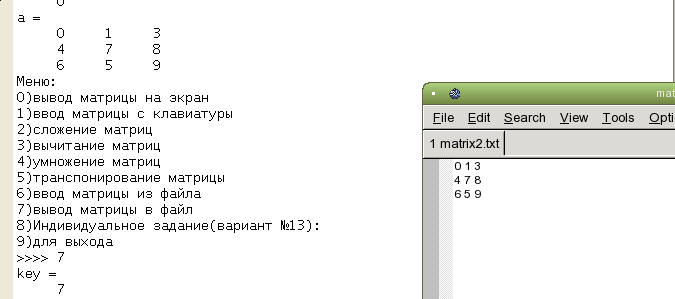 0
a =
0 1 3
4 7 8
6 5 9
Меню:
0)вывод матрицы на экран
1)ввод матрицы с клавиатуры
2)сложение матриц
3)вычитание матриц
4)умножение матриц
5)транспонирование матрицы
6)ввод матрицы из файла
7)вывод матрицы в файл
8)Индивидуальное задание(вариант №13):
9)для выхода
>>>> 7
key =
7
mat
File Edit Search View Tools Opti
1 matrix2.txt
0 1 3
4 7 8
6 5 9